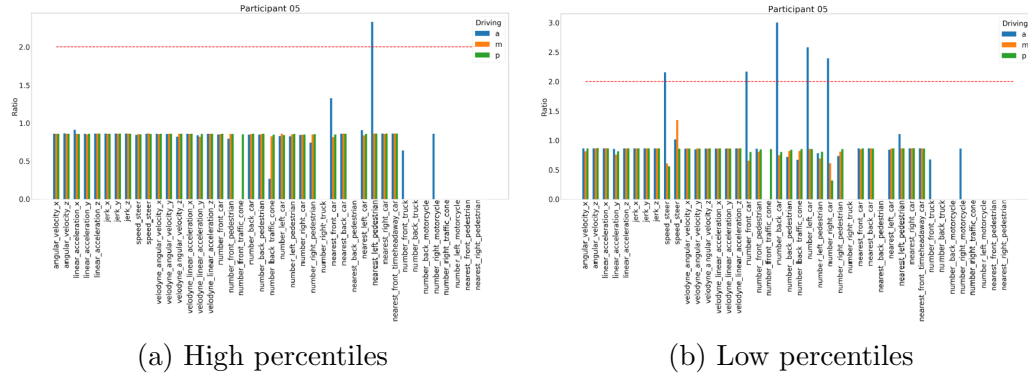 Participant 05
Driving
a
m
p
Ratio
2.0
1.5
1.0
0.5
0.0
angular_velocity_x
angular_velocity_z
linear_acceleration_x
linear_acceleration_y
linear_acceleration_z
jerk_x
jerk_y
jerk_z
speed_steer
speed_steer
velodyne_angular_velocity_x
velodyne_angular_velocity_y
velodyne_angular_velocity_z
velodyne_linear_acceleration_x
velodyne_linear_acceleration_y
velodyne_linear_acceleration_z
number_front_car
number_front_pedestrian
number_front_traffic_cone
number_back_car
number_back_pedestrian
number_back_traffic_cone
number_left_car
number_left_pedestrian
number_right_car
number_right_pedestrian
nearest_front_car
nearest_back_car
nearest_back_pedestrian
nearest_left_car
nearest_left_pedestrian
nearest_right_car
nearest_front_timeheadaway_car
number_front_truck
number_back_truck
number_right_truck
number_back_motorcycle
number_right_motorcycle
number_right_traffic_cone
number_left_motorcycle
nearest_front_pedestrian
nearest_right_pedestrian
(a) High percentiles
Participant 05
Driving
a
m
p
Ratio
3.0
2.5
2.0
1.5
1.0
0.5
0.0
angular_velocity_x
angular_velocity_z
linear_acceleration_x
linear_acceleration_y
linear_acceleration_z
jerk_x
jerk_y
jerk_z
speed_steer
speed_steer
velodyne_angular_velocity_x
velodyne_angular_velocity_y
velodyne_angular_velocity_z
velodyne_linear_acceleration_x
velodyne_linear_acceleration_y
velodyne_linear_acceleration_z
number_front_car
number_front_pedestrian
number_front_traffic_cone
number_back_car
number_back_pedestrian
number_back_traffic_cone
number_left_car
number_left_pedestrian
number_right_car
number_right_pedestrian
nearest_front_car
nearest_back_car
nearest_back_pedestrian
nearest_left_car
nearest_left_pedestrian
nearest_right_car
nearest_front_timeheadaway_car
number_front_truck
number_back_truck
number_back_motorcycle
number_right_motorcycle
number_right_traffic_cone
number_left_motorcycle
nearest_front_pedestrian
nearest_right_pedestrian
(b) Low percentiles